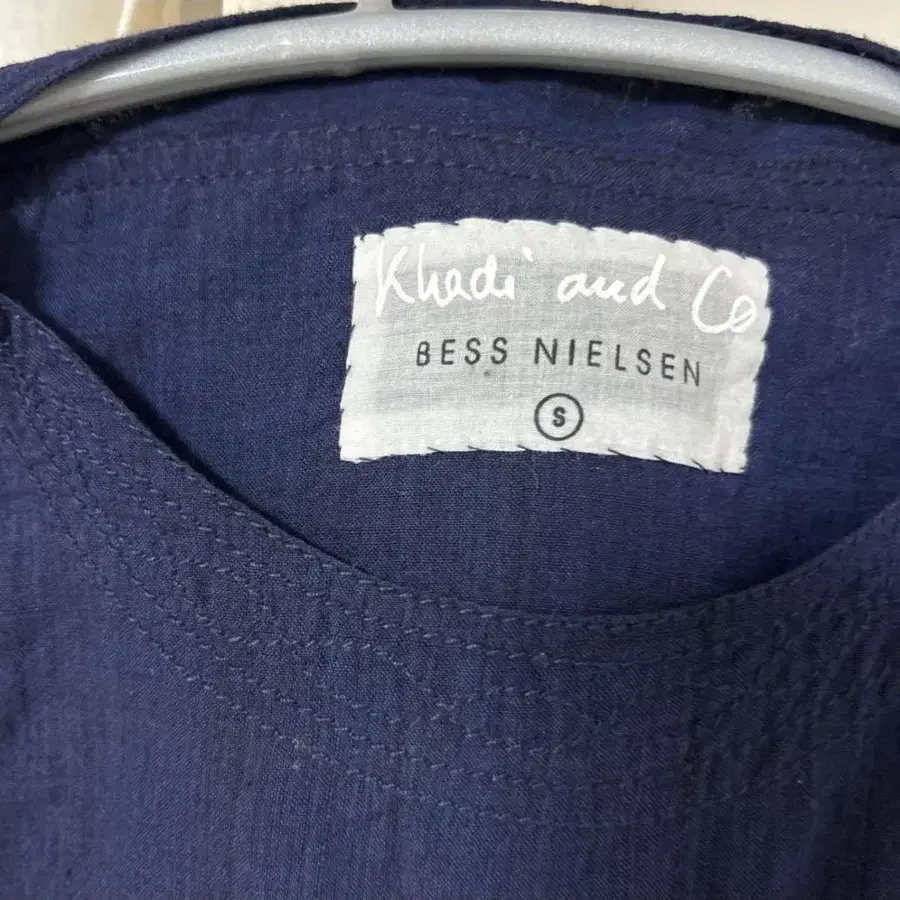 Khadi and Co
BESS NIELSEN
S